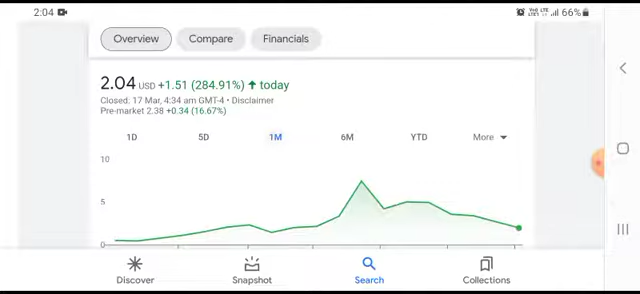 2:04 66%
Overview Compare Financials
2.04 USD +1.51 (284.91%) ↑ today
Closed: 17 Mar, 4:34 am GMT-4 • Disclaimer
Pre-market 2.38 +0.34 (16.67%)
1D 5D 1M 6M YTD More
10
5
0
Discover Snapshot Search Collections